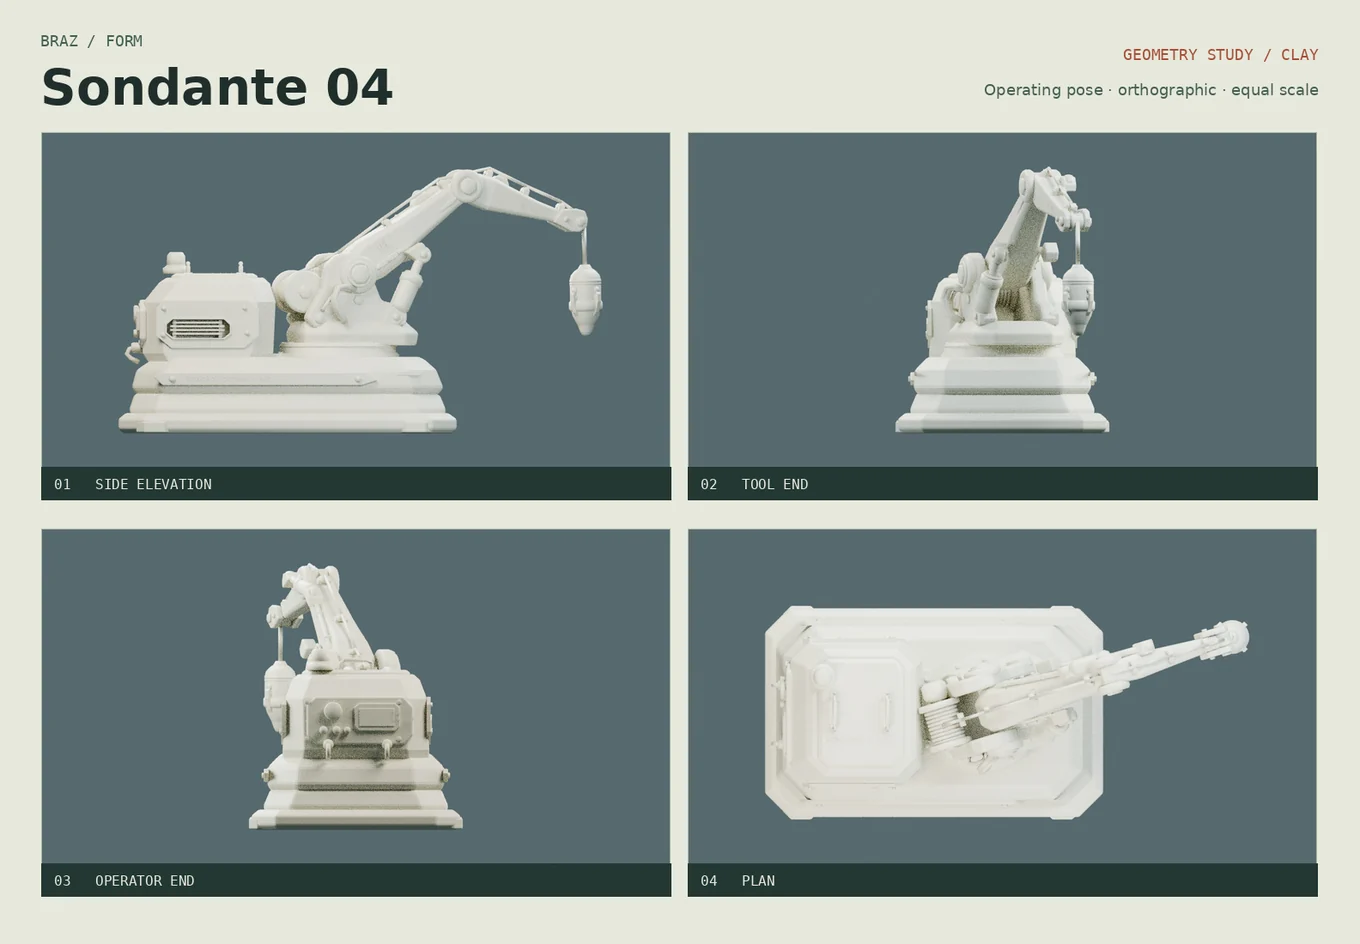 BRAZ / FORM
Sondante 04
GEOMETRY STUDY / CLAY
Operating pose · orthographic · equal scale
01 SIDE ELEVATION
02 TOOL END
03 OPERATOR END
04 PLAN